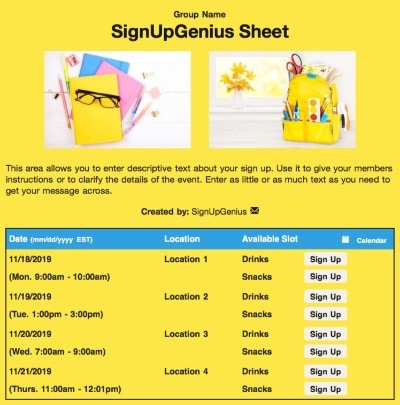 Group Name
SignUpGenius Sheet
This area allows you to enter descriptive text about your sign up. Use it to give your members
instructions or to clarify the details of the event. Enter as little or as much text as you need to
get your message across.
Created by: SignUpGenius
Date (mm/dd/yyyy EST) Location Available Slot Calendar
11/18/2019 Location 1 Drinks Sign Up
(Mon. 9:00am - 10:00am) Snacks Sign Up
11/19/2019 Location 2 Drinks Sign Up
(Tue. 1:00pm - 3:00pm) Snacks Sign Up
11/20/2019 Location 3 Drinks Sign Up
(Wed. 7:00am - 9:00am) Snacks Sign Up
11/21/2019 Location 4 Drinks Sign Up
(Thurs. 11:00am - 12:01pm) Snacks Sign Up